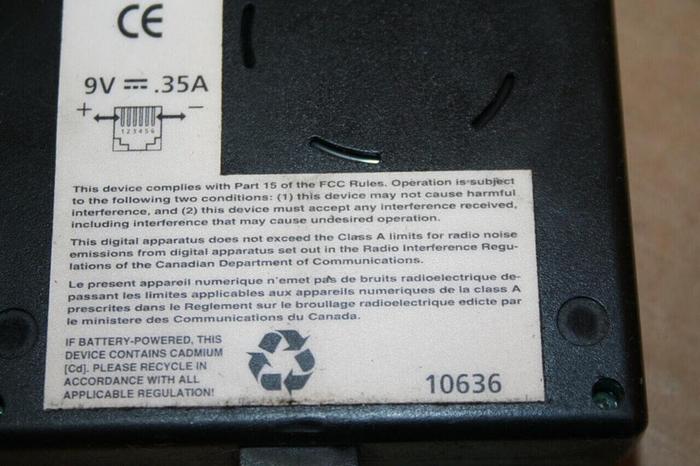 CE
9V ⎓ .35A
+ −
123456
This device complies with Part 15 of the FCC Rules. Operation is subject
to the following two conditions: (1) this device may not cause harmful
interference, and (2) this device must accept any interference received,
including interference that may cause undesired operation.
This digital apparatus does not exceed the Class A limits for radio noise
emissions from digital apparatus set out in the Radio Interference Regu-
lations of the Canadian Department of Communications.
Le present appareil numerique n'emet pas de bruits radioelectrique de-
passant les limites applicables aux appareils numeriques de la class A
prescrites dans le Reglement sur le brouillage radioelectrique edicte par
le ministere des Communications du Canada.
IF BATTERY-POWERED, THIS
DEVICE CONTAINS CADMIUM
[Cd]. PLEASE RECYCLE IN
ACCORDANCE WITH ALL
APPLICABLE REGULATION!
10636